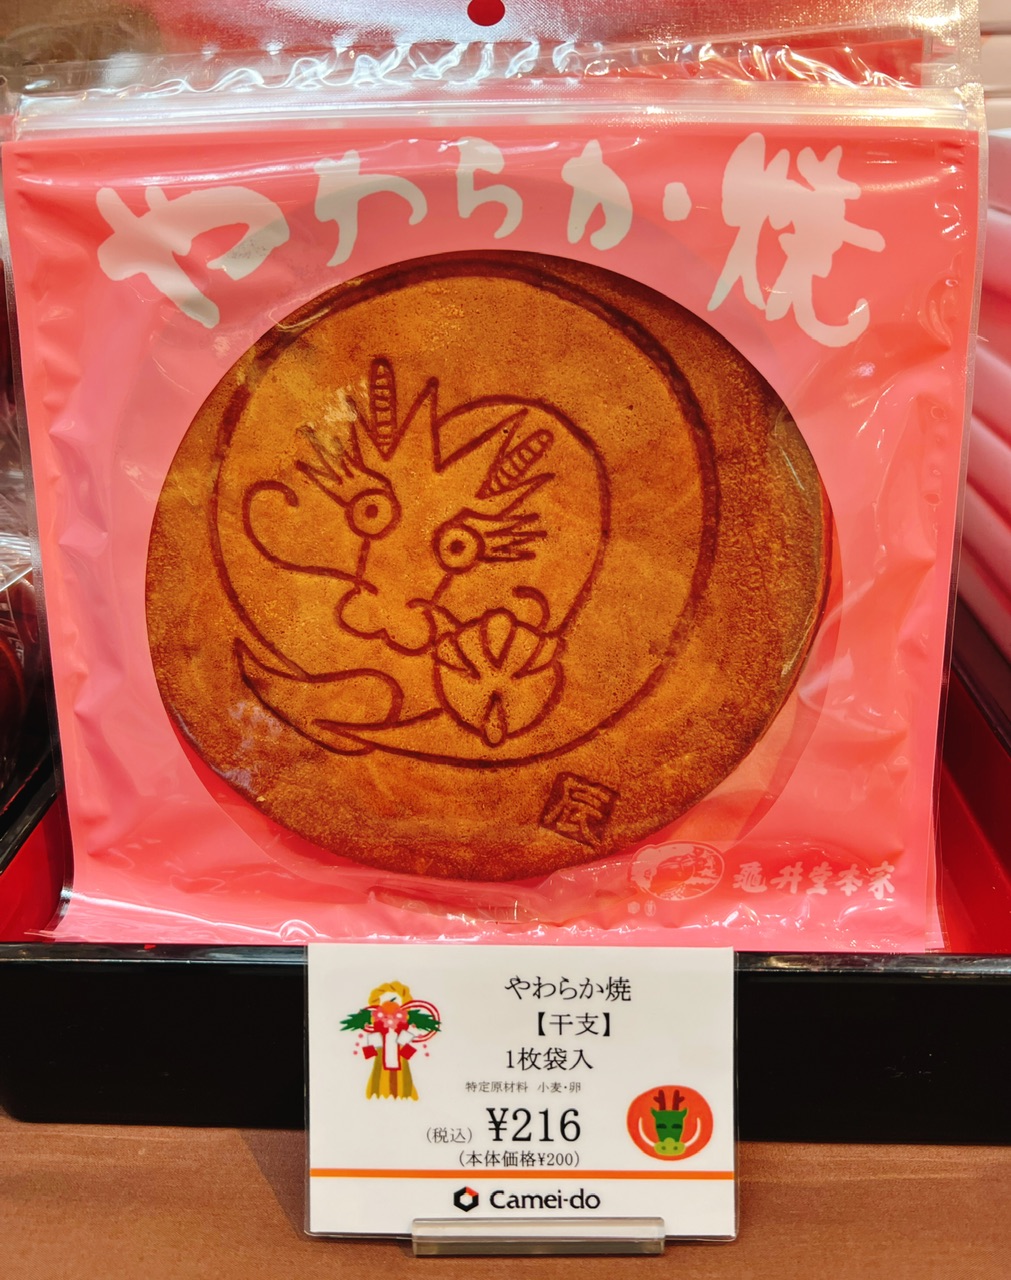 やわらか焼
辰
亀井堂本家
やわらか焼
【干支】
1枚袋入
特定原材料 小麦・卵
(税込) ¥216
(本体価格¥200)
Camei-do